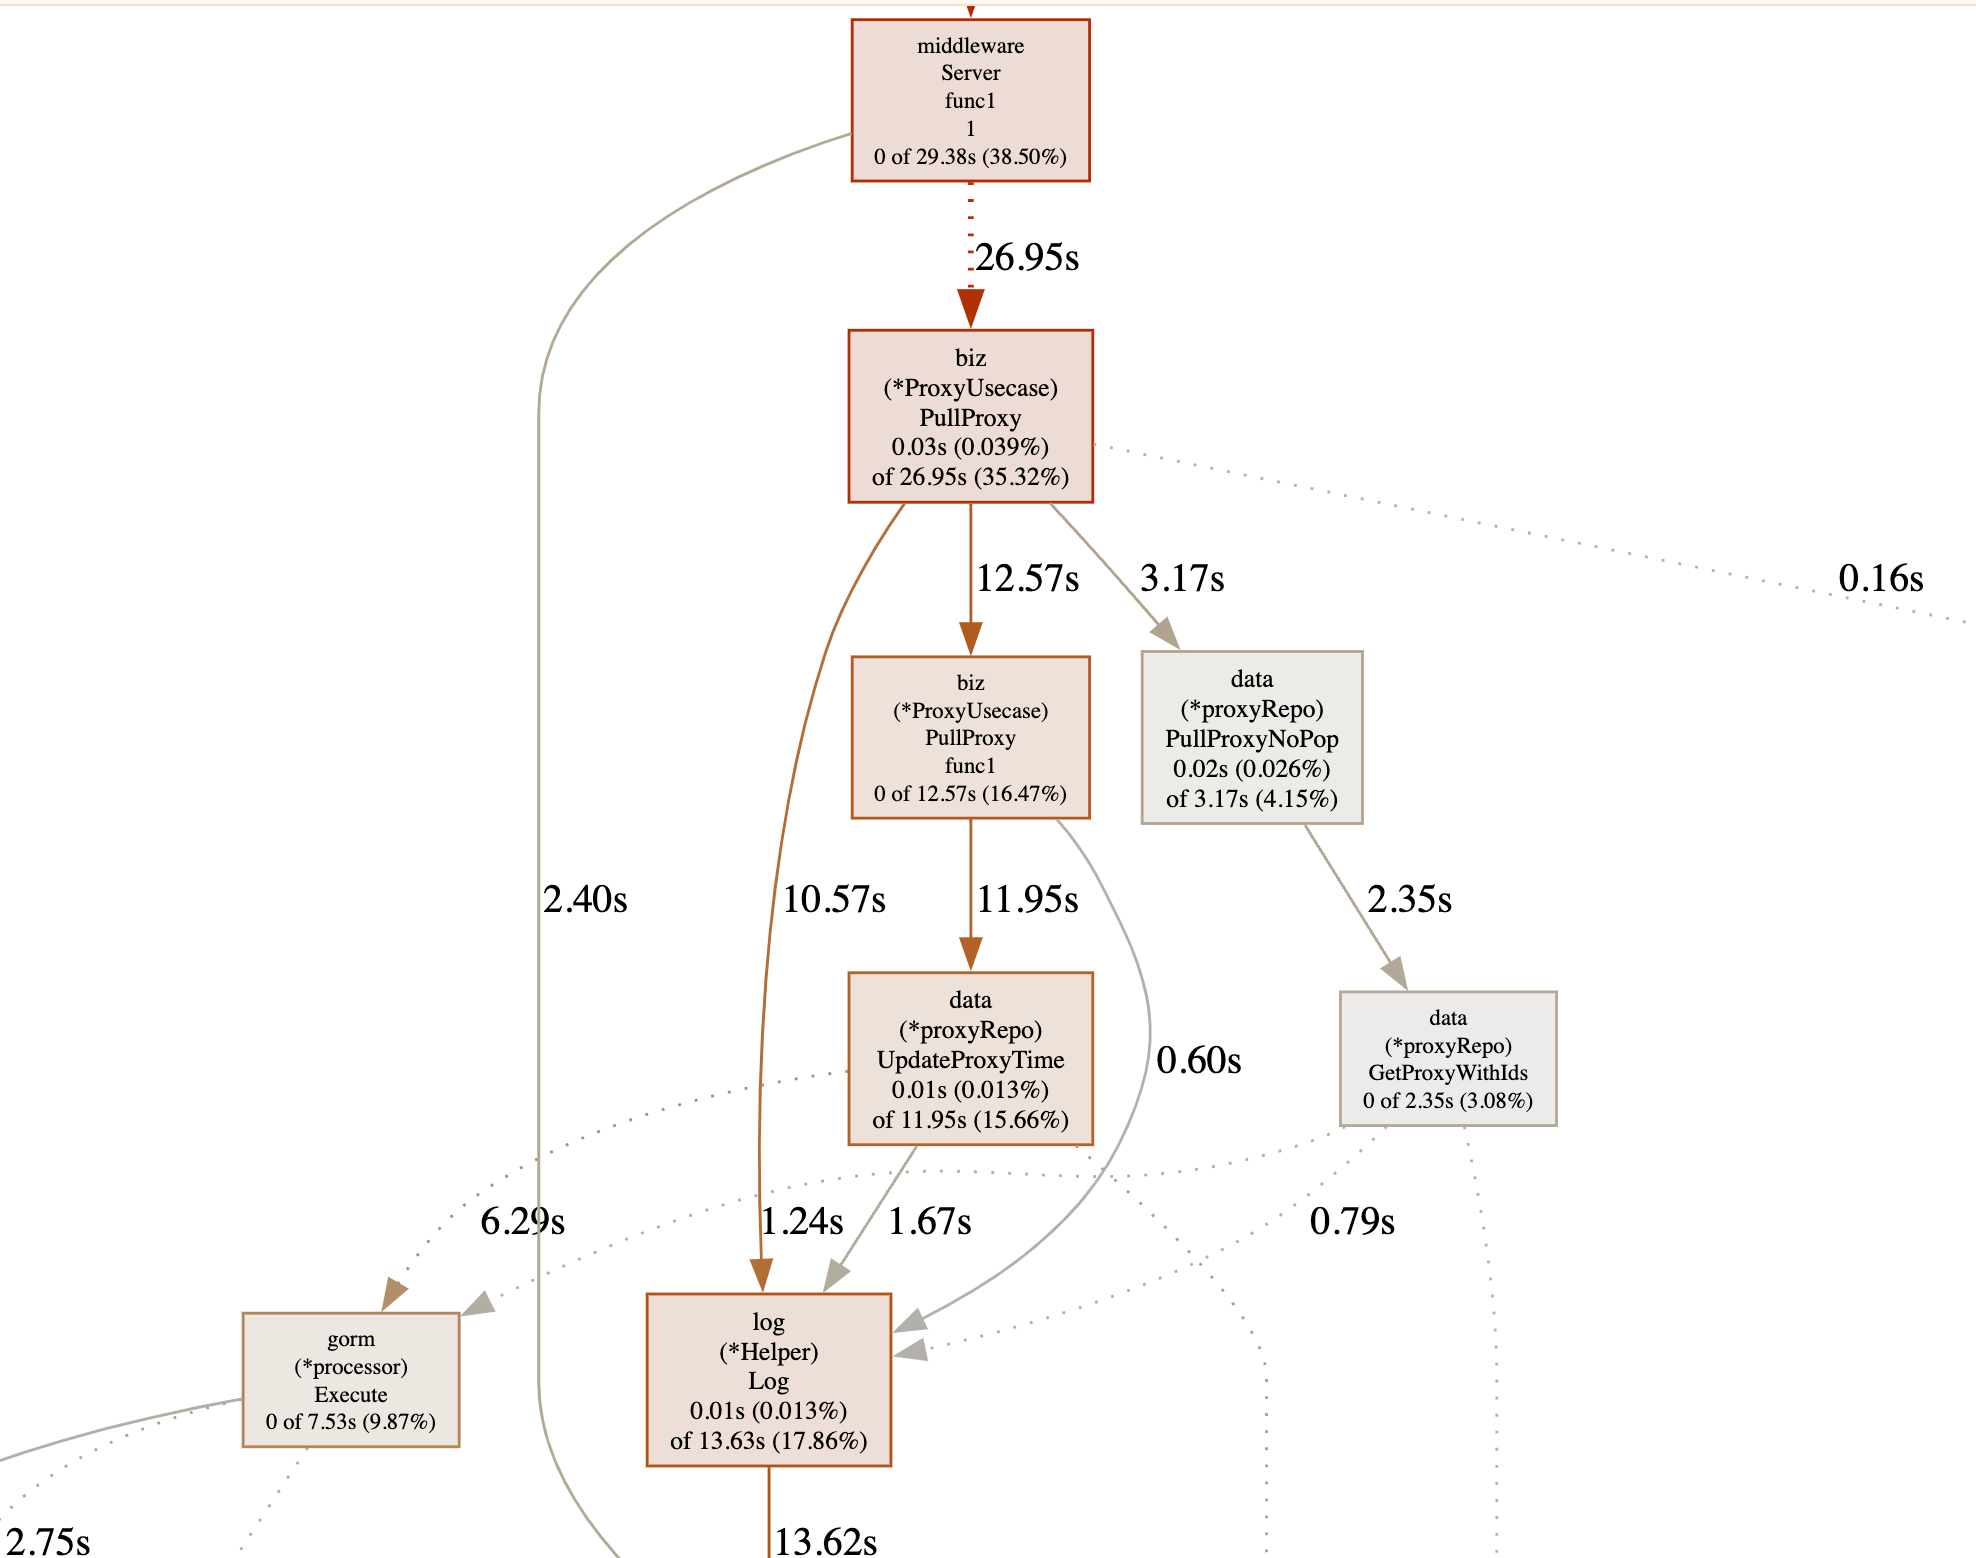 middleware
Server
func1
1
0 of 29.38s (38.50%)
26.95s
biz
(*ProxyUsecase)
PullProxy
0.03s (0.039%)
of 26.95s (35.32%)
12.57s
3.17s
0.16s
biz
(*ProxyUsecase)
PullProxy
func1
0 of 12.57s (16.47%)
data
(*proxyRepo)
PullProxyNoPop
0.02s (0.026%)
of 3.17s (4.15%)
2.40s
10.57s
11.95s
2.35s
data
(*proxyRepo)
UpdateProxyTime
0.01s (0.013%)
of 11.95s (15.66%)
0.60s
data
(*proxyRepo)
GetProxyWithIds
0 of 2.35s (3.08%)
6.29s
1.24s
1.67s
0.79s
gorm
(*processor)
Execute
0 of 7.53s (9.87%)
log
(*Helper)
Log
0.01s (0.013%)
of 13.63s (17.86%)
2.75s
13.62s